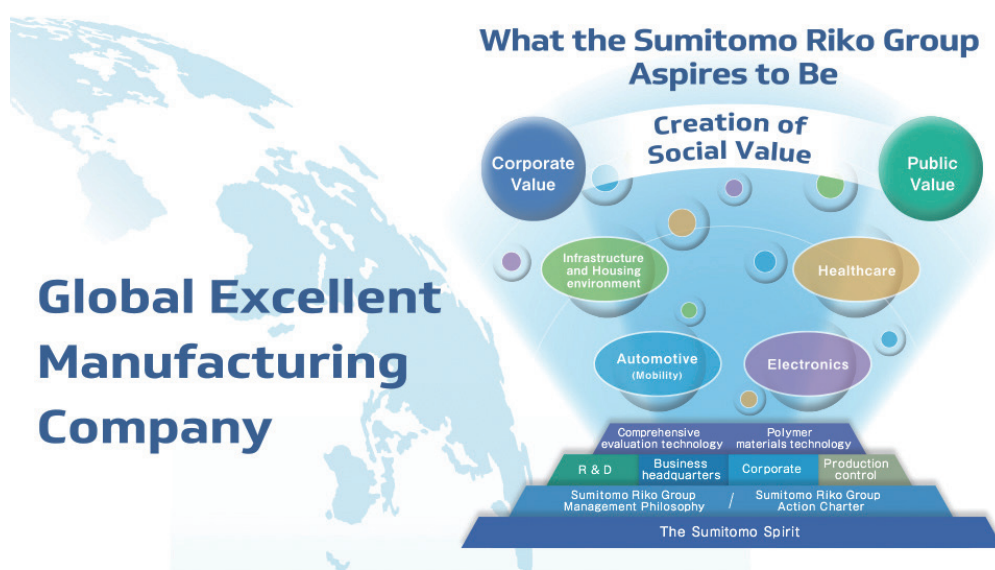 What the Sumitomo Riko Group
Aspires to Be
Creation of
Social Value
Corporate
Value
Public
Value
Infrastructure
and Housing
environment
Healthcare
Global Excellent
Manufacturing
Company
Automotive
(Mobility)
Electronics
Comprehensive
evaluation technology
Polymer
materials technology
R & D
Business
headquarters
Corporate
Production
control
Sumitomo Riko Group
Management Philosophy
/
Sumitomo Riko Group
Action Charter
The Sumitomo Spirit